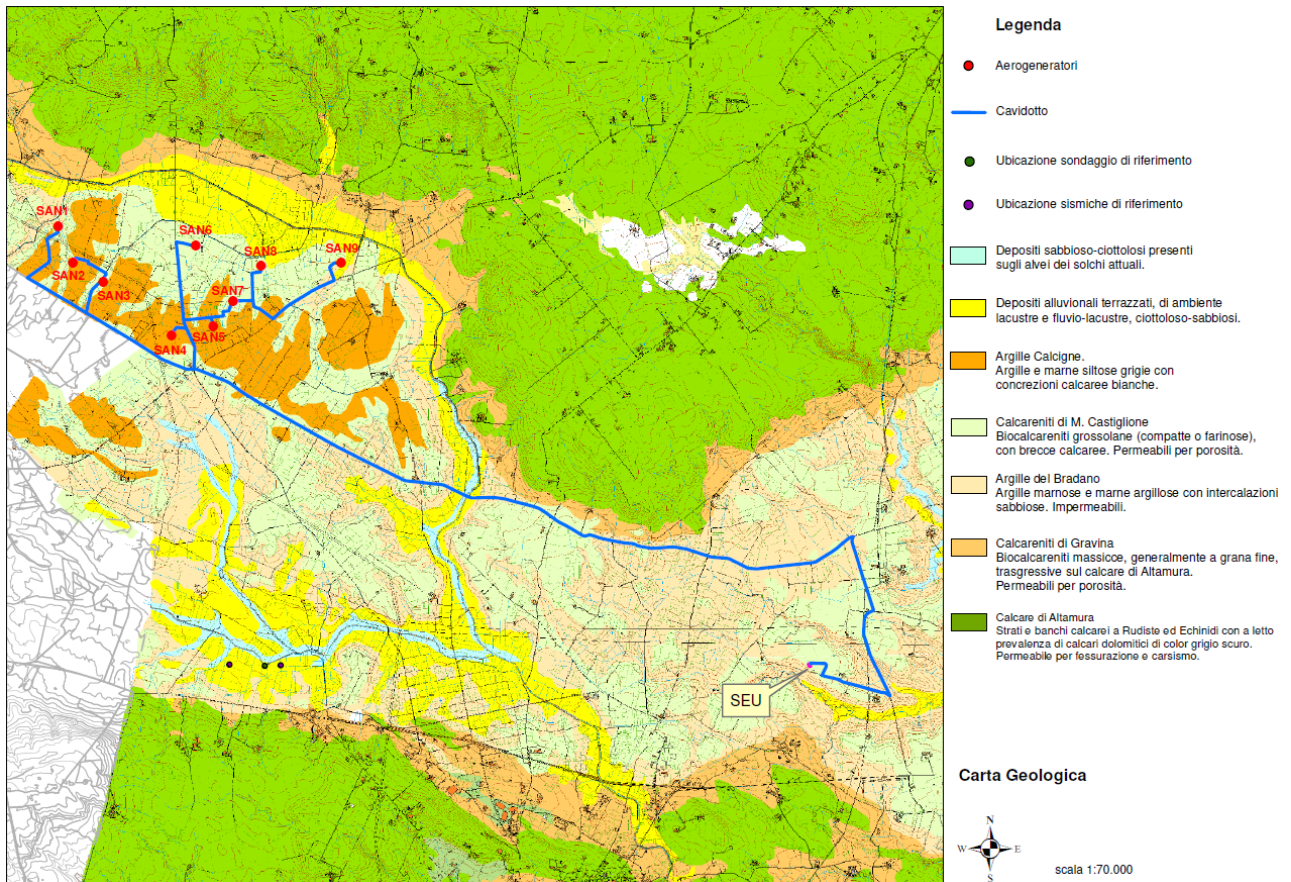 Legenda
Aerogeneratori
Cavidotto
Ubicazione sondaggio di riferimento
Ubicazione sismiche di riferimento
Depositi sabbioso-ciottolosi presenti
sugli alvei dei solchi attuali.
Depositi alluvionali terrazzati, di ambiente
lacustre e fluvio-lacustre, ciottoloso-sabbiosi.
Argille Calcigne.
Argille e marne siltose grigie con
concrezioni calcaree bianche.
Calcareniti di M. Castiglione
Biocalcareniti grossolane (compatte o farinose),
con brecce calcaree. Permeabili per porosità.
Argille del Bradano
Argille marnose e marne argillose con intercalazioni
sabbiose. Impermeabili.
Calcareniti di Gravina
Biocalcareniti massicce, generalmente a grana fine,
trasgressive sul calcare di Altamura.
Permeabili per porosità.
Calcare di Altamura
Strati e banchi calcarei a Rudiste ed Echinidi con a letto
prevalenza di calcari dolomitici di color grigio scuro.
Permeabile per fessurazione e carsismo.
SAN1
SAN6
SAN8
SAN9
SAN2
SAN3
SAN7
SAN5
SAN4
SEU
Carta Geologica
N
W E
S
scala 1:70.000